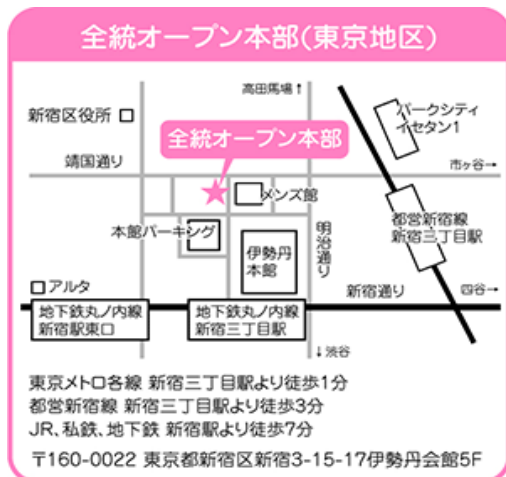 全統オープン本部(東京地区)
高田馬場↑
新宿区役所
パークシティ
イセタン1
全統オープン本部
靖国通り
市ヶ谷→
メンズ館
本館パーキング
明治通り
都営新宿線
新宿三丁目駅
伊勢丹
本館
アルタ
新宿通り
四谷→
地下鉄丸ノ内線
新宿駅東口
地下鉄丸ノ内線
新宿三丁目駅
↓渋谷
東京メトロ各線 新宿三丁目駅より徒歩1分
都営新宿線 新宿三丁目駅より徒歩3分
JR、私鉄、地下鉄 新宿駅より徒歩7分
〒160-0022 東京都新宿区新宿3-15-17伊勢丹会館5F